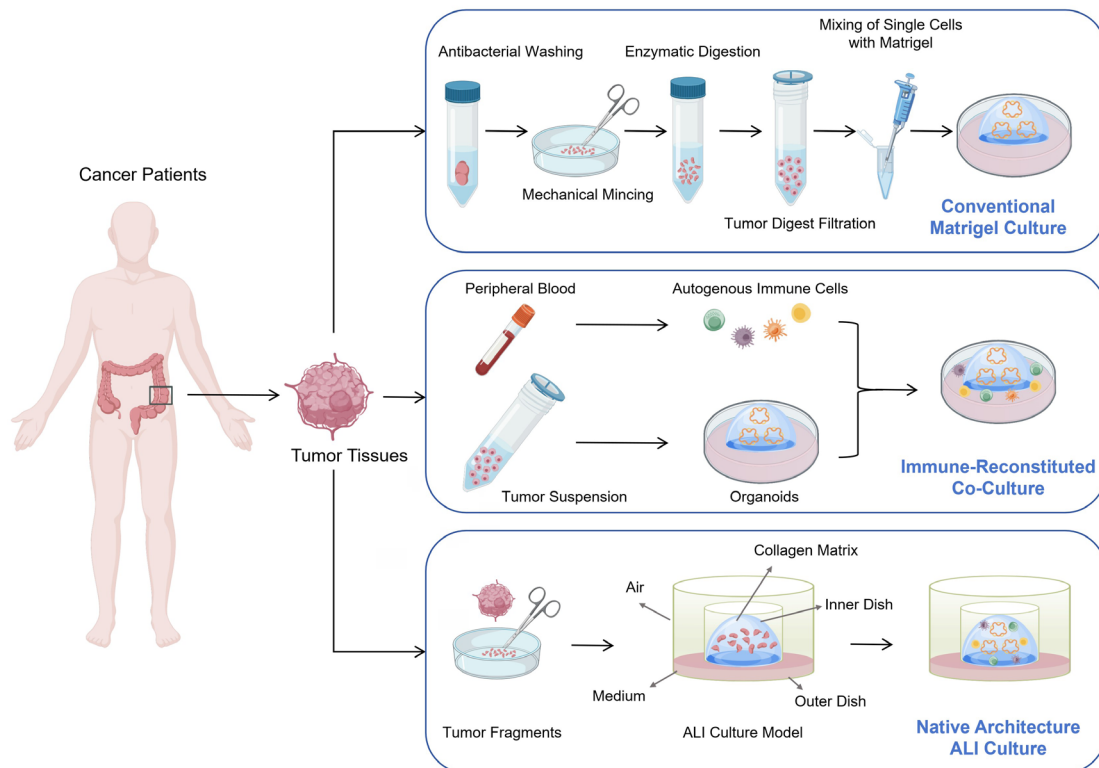 Cancer Patients
Tumor Tissues
Antibacterial Washing
Mechanical Mincing
Enzymatic Digestion
Tumor Digest Filtration
Mixing of Single Cells
with Matrigel
Conventional
Matrigel Culture
Peripheral Blood
Autogenous Immune Cells
Tumor Suspension
Organoids
Immune-Reconstituted
Co-Culture
Collagen Matrix
Air
Inner Dish
Medium
Outer Dish
Tumor Fragments
ALI Culture Model
Native Architecture
ALI Culture